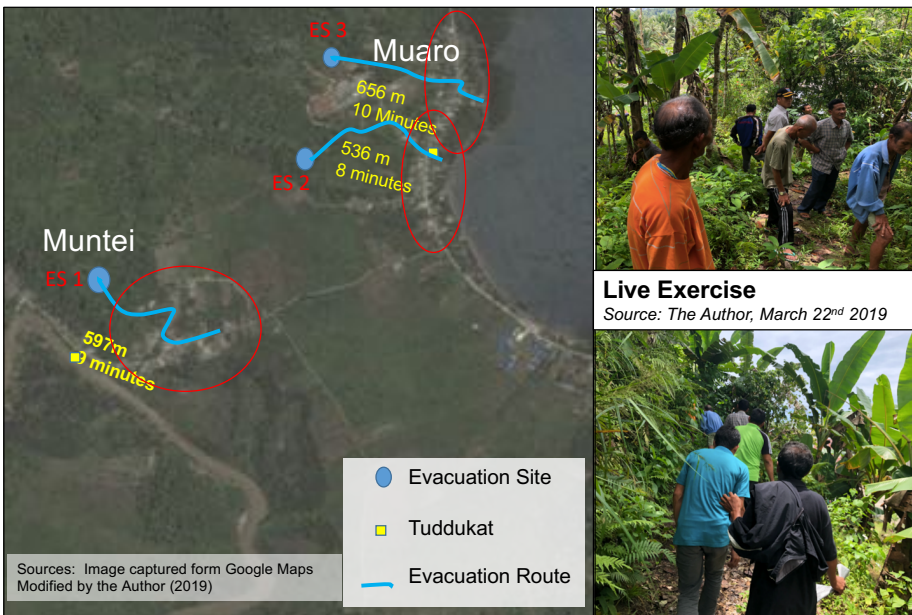 ES 3
Muaro
656 m
10 Minutes
536 m
8 minutes
ES 2
Muntei
ES 1
597m
9 minutes
Evacuation Site
Tuddukat
Evacuation Route
Sources: Image captured form Google Maps
Modified by the Author (2019)
Live Exercise
Source: The Author, March 22nd 2019